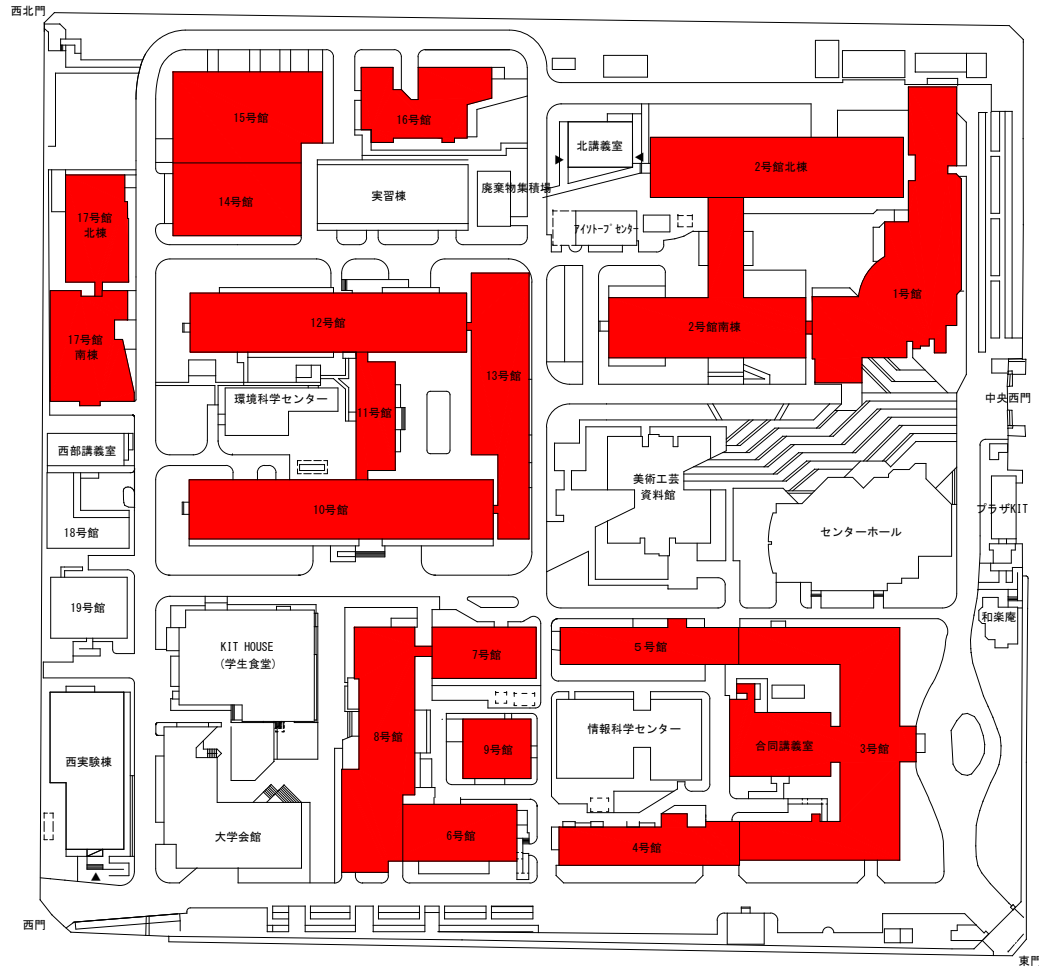 西北門
15号館
16号館
北講義室
2号館北棟
14号館
実習棟
廃棄物集積場
17号館
北棟
アイソトープセンター
1号館
12号館
2号館南棟
17号館
南棟
13号館
環境科学センター
11号館
中央西門
西部講義室
美術工芸
資料館
10号館
プラザKIT
18号館
センターホール
19号館
和楽庵
KIT HOUSE
(学生食堂)
7号館
5号館
8号館
9号館
情報科学センター
合同講義室
3号館
西実験棟
大学会館
6号館
4号館
西門
東門